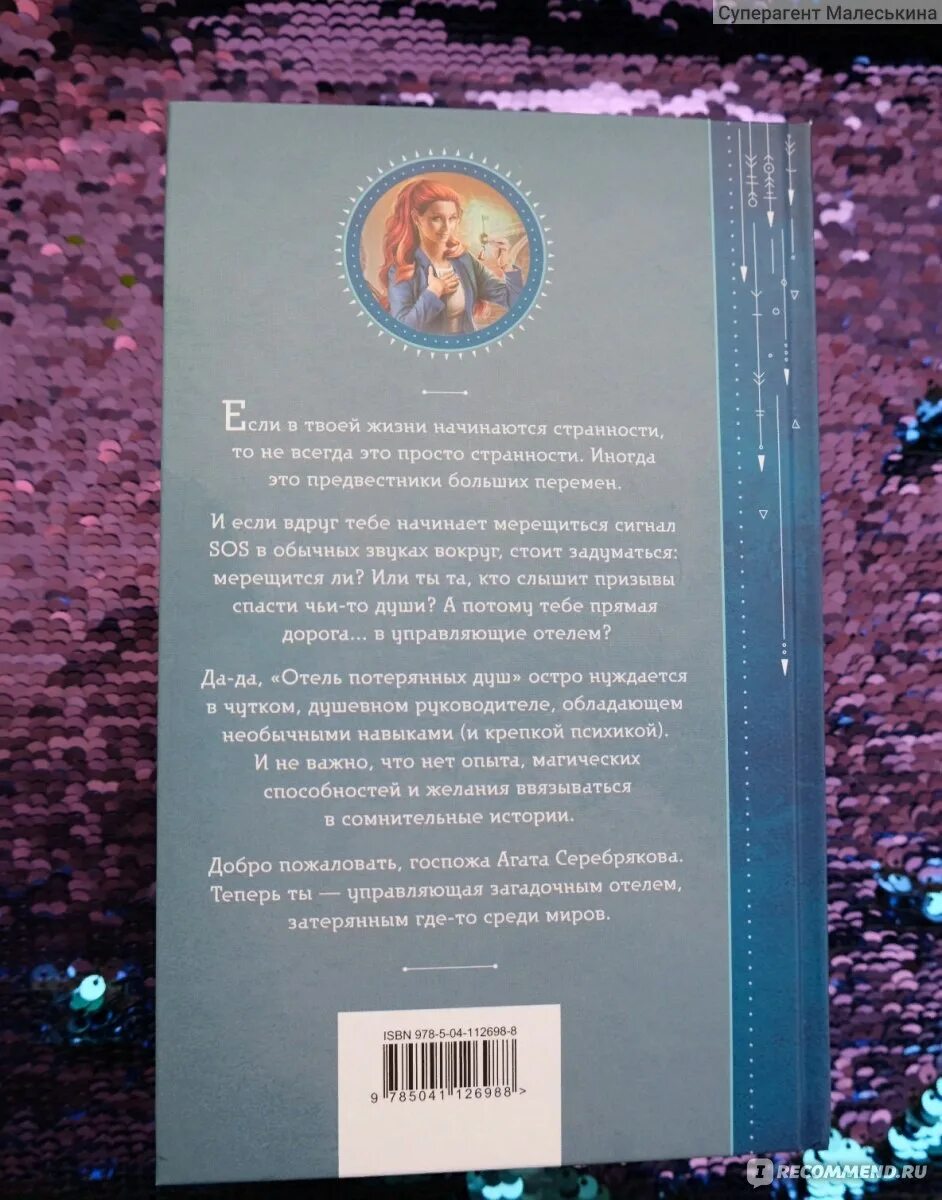 Суперагент Малеськина
Если в твоей жизни начинаются странности,
то не всегда это просто странности. Иногда
это предвестники больших перемен.
И если вдруг тебе начинает мерещиться сигнал
SOS в обычных звуках вокруг, стоит задуматься:
мерещится ли? Или ты та, кто слышит призывы
спасти чьи-то души? А потому тебе прямая
дорога... в управляющие отелем?
Да-да, «Отель потерянных душ» остро нуждается
в чутком, душевном руководителе, обладающем
необычными навыками (и крепкой психикой).
И не важно, что нет опыта, магических
способностей и желания ввязываться
в сомнительные истории.
Добро пожаловать, госпожа Агата Серебрякова.
Теперь ты — управляющая загадочным отелем,
затерянным где-то среди миров.
ISBN 978-5-04-112698-8
9 785041 126988 >
IRECOMMEND.RU